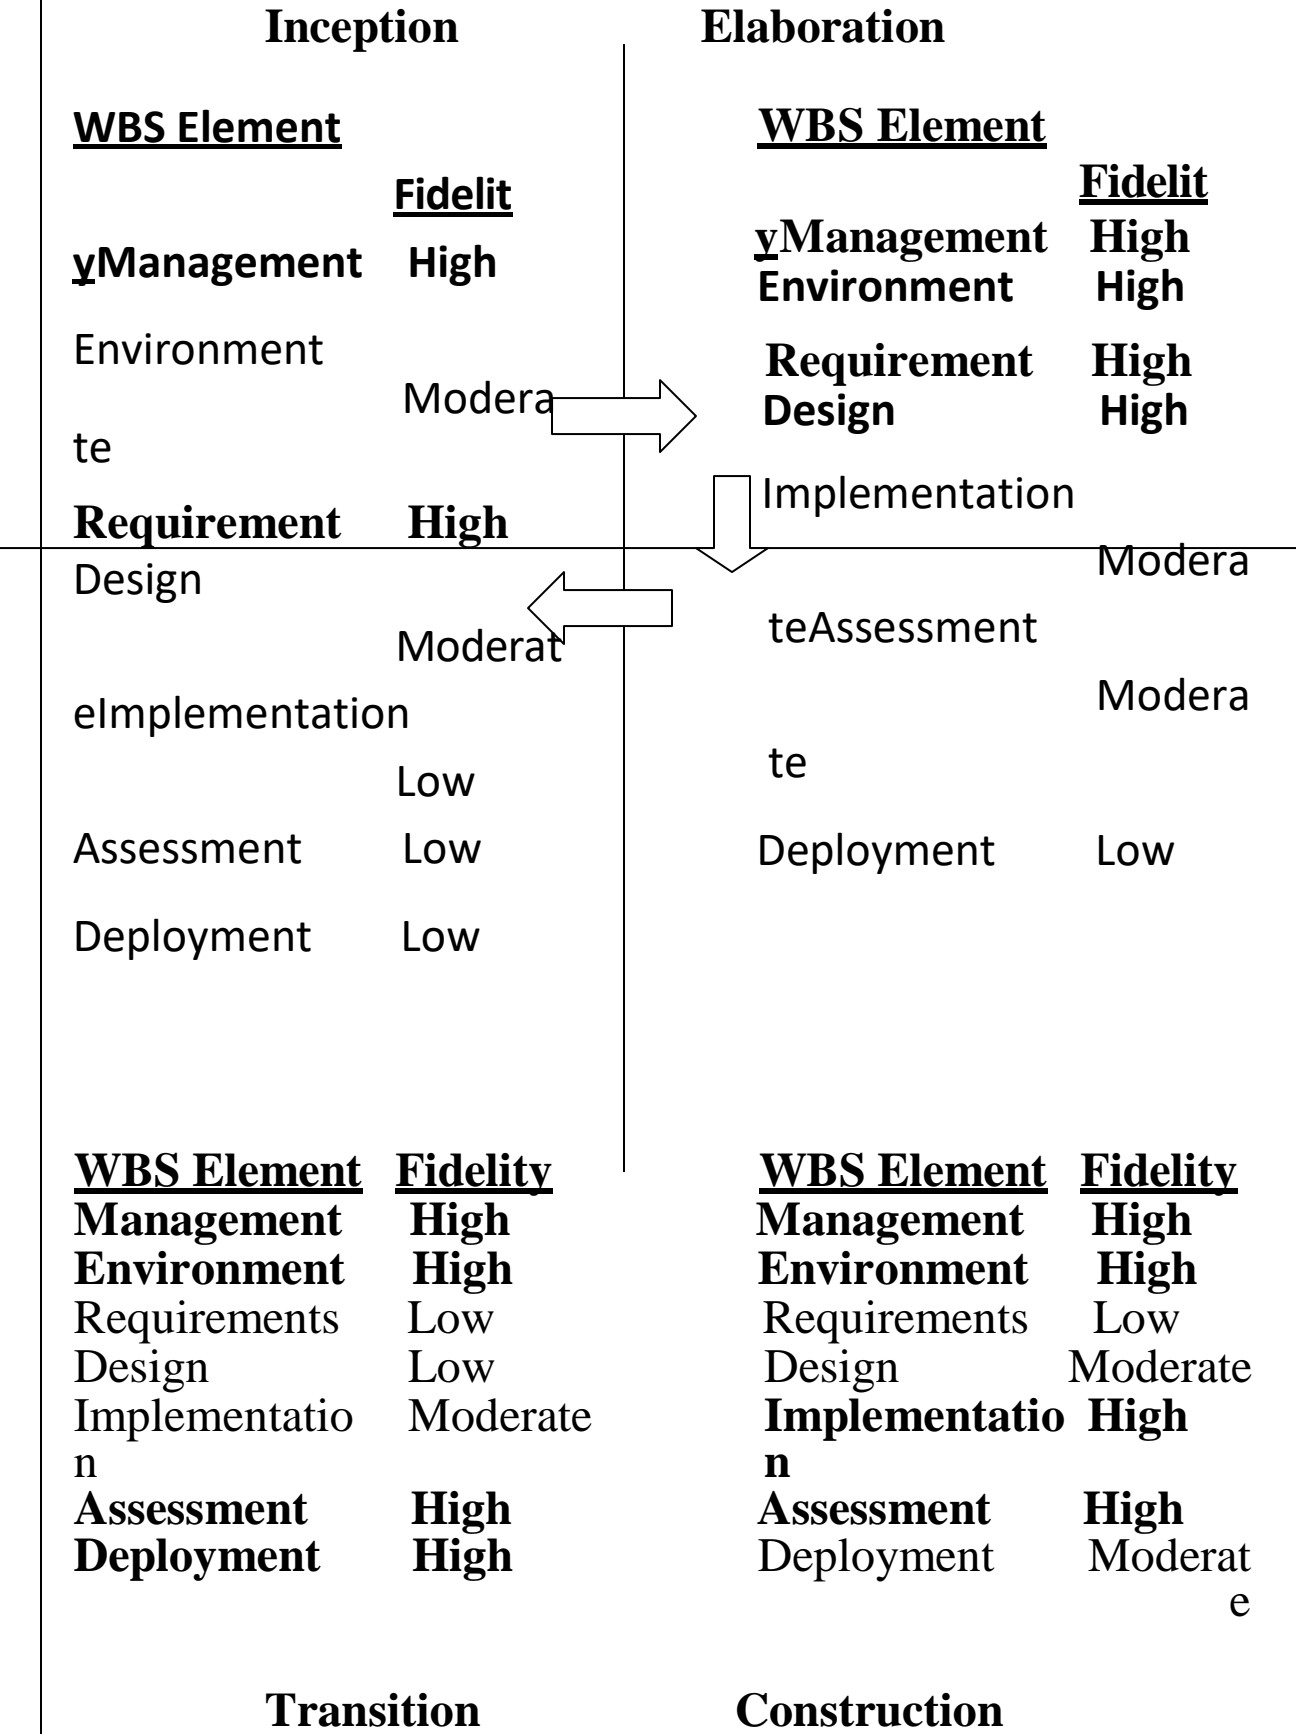 Inception
Elaboration
WBS Element
Fidelit
yManagement High
Environment
Modera
te
Requirement High
Design
Moderat
eImplementation
Low
Assessment Low
Deployment Low
WBS Element
Fidelit
yManagement High
Environment High
Requirement High
Design High
Implementation
Modera
teAssessment
Modera
te
Deployment Low
WBS Element Fidelity
Management High
Environment High
Requirements Low
Design Low
Implementatio Moderate
n
Assessment High
Deployment High
WBS Element Fidelity
Management High
Environment High
Requirements Low
Design Moderate
Implementatio High
n
Assessment High
Deployment Moderat
e
Transition
Construction